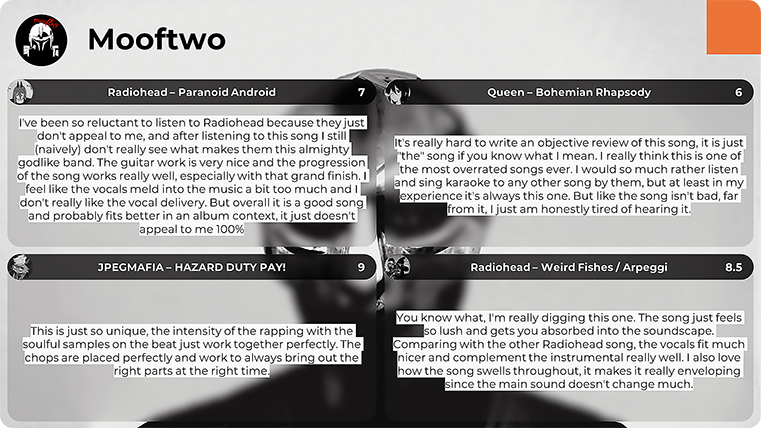 Mooftwo
Radiohead – Paranoid Android 7
I've been so reluctant to listen to Radiohead because they just
don't appeal to me, and after listening to this song I still
(naively) don't really see what makes them this almighty
godlike band. The guitar work is very nice and the progression
of the song works really well, especially with that grand finish. I
feel like the vocals meld into the music a bit too much and I
don't really like the vocal delivery. But overall it is a good song
and probably fits better in an album context, it just doesn't
appeal to me 100%
Queen – Bohemian Rhapsody 6
It's really hard to write an objective review of this song, it is just
"the" song if you know what I mean. I really think this is one of
the most overrated songs ever. I would so much rather listen
and sing karaoke to any other song by them, but at least in my
experience it's always this one. But like the song isn't bad, far
from it, I just am honestly tired of hearing it.
JPEGMAFIA – HAZARD DUTY PAY! 9
This is just so unique, the intensity of the rapping with the
soulful samples on the beat just work together perfectly. The
chops are placed perfectly and work to always bring out the
right parts at the right time.
Radiohead – Weird Fishes / Arpeggi 8.5
You know what, I'm really digging this one. The song just feels
so lush and gets you absorbed into the soundscape.
Comparing with the other Radiohead song, the vocals fit much
nicer and complement the instrumental really well. I also love
how the song swells throughout, it makes it really enveloping
since the main sound doesn't change much.